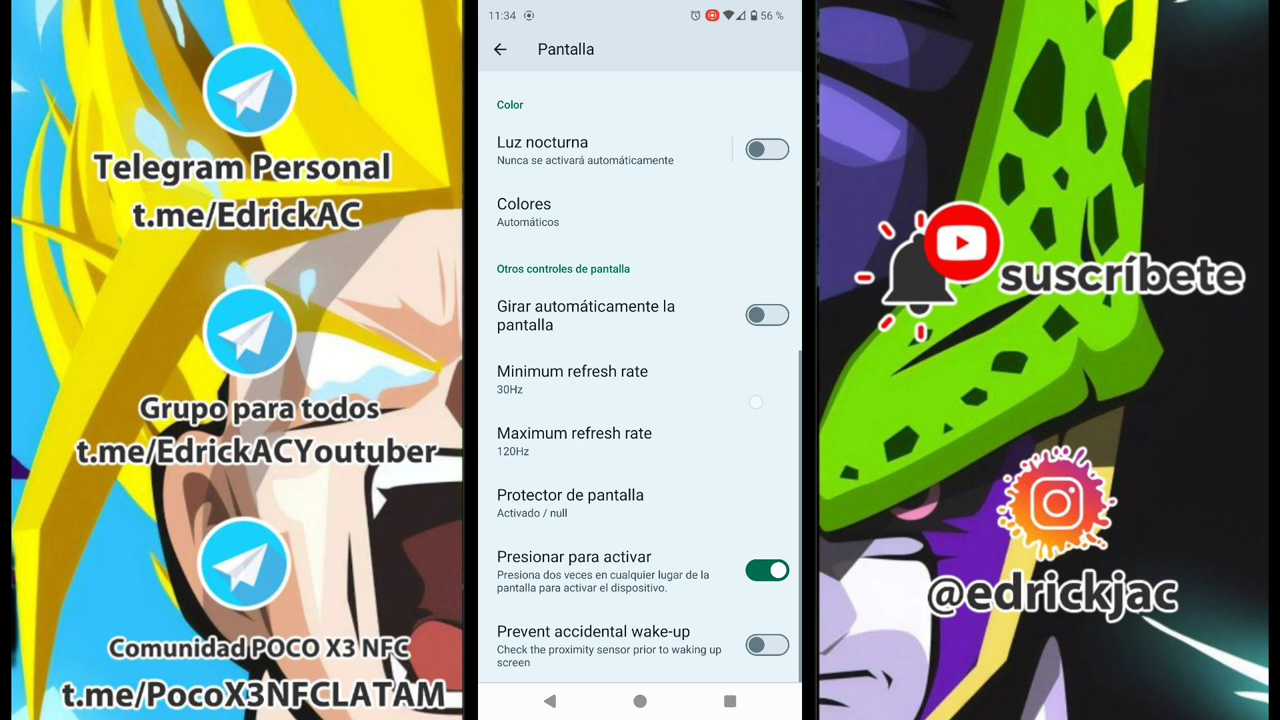 Telegram Personal
t.me/EdrickAC
Grupo para todos
t.me/EdrickACYoutuber
Comunidad POCO X3 NFC
t.me/PocoX3NFCLATAM
11:34
56 %
Pantalla
Color
Luz nocturna
Nunca se activará automáticamente
Colores
Automáticos
Otros controles de pantalla
Girar automáticamente la
pantalla
Minimum refresh rate
30Hz
Maximum refresh rate
120Hz
Protector de pantalla
Activado / null
Presionar para activar
Presiona dos veces en cualquier lugar de la
pantalla para activar el dispositivo.
Prevent accidental wake-up
Check the proximity sensor prior to waking up
screen
suscríbete
@edrickjac